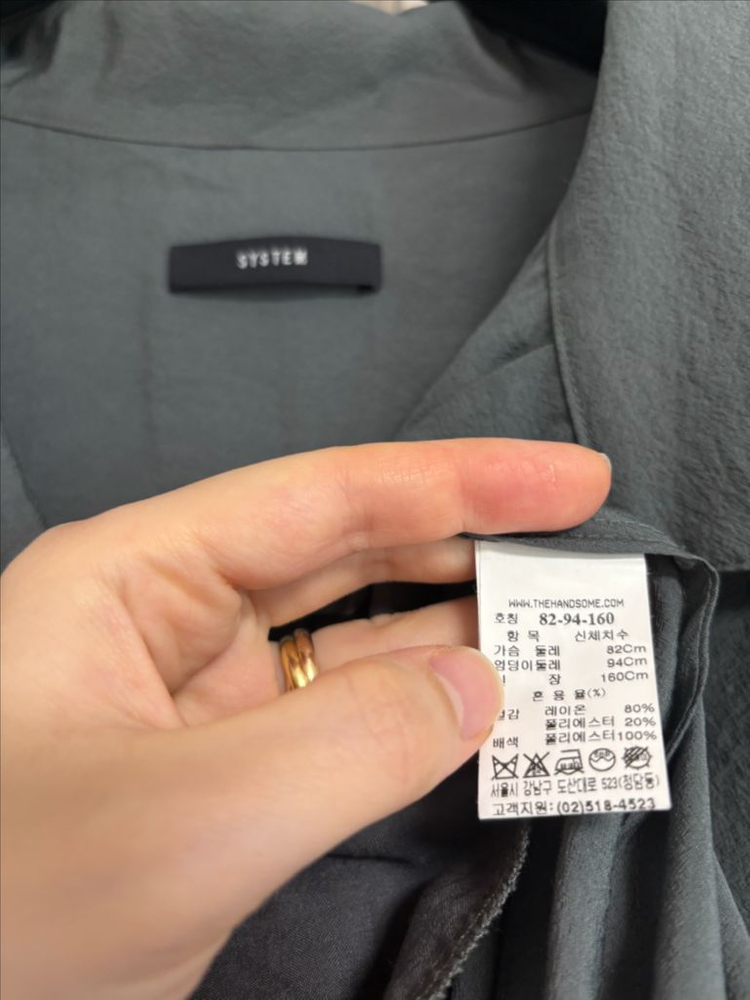 SYSTEM
WWW.THEHANDSOME.COM
호칭 82-94-160
항 목 신체치수
가슴 둘레 82Cm
엉덩이둘레 94Cm
장 160Cm
혼 용 율(%)
겉감 레이온 80%
폴리에스터 20%
배색 폴리에스터100%
서울시 강남구 도산대로 523(청담동)
고객지원: (02)518-4523